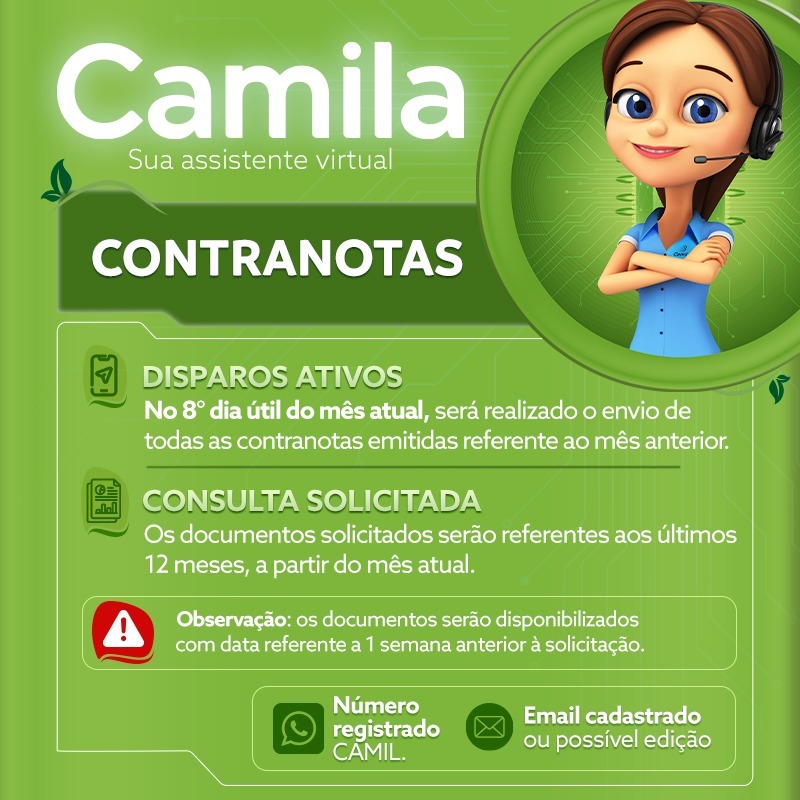 Camila
Sua assistente virtual
CONTRANOTAS
DISPAROS ATIVOS
No 8° dia útil do mês atual, será realizado o envio de
todas as contranotas emitidas referente ao mês anterior.
CONSULTA SOLICITADA
Os documentos solicitados serão referentes aos últimos
12 meses, a partir do mês atual.
Observação: os documentos serão disponibilizados
com data referente a 1 semana anterior à solicitação.
Número
registrado
CAMIL.
Email cadastrado
ou possível edição